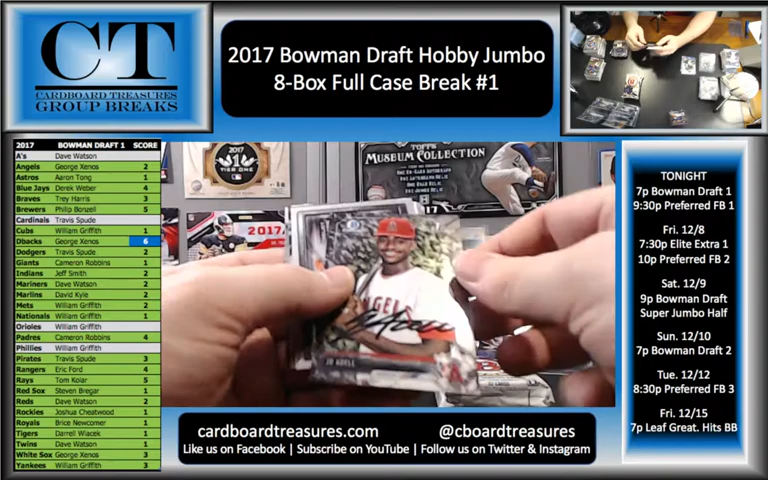 CT
CARDBOARD TREASURES
GROUP BREAKS
2017 Bowman Draft Hobby Jumbo
8-Box Full Case Break #1
2017 BOWMAN DRAFT 1 SCORE
A's Dave Watson
Angels George Xenos 2
Astros Aaron Tong 1
Blue Jays Derek Weber 4
Braves Trey Harris 3
Brewers Philip Bonzell 5
Cardinals Travis Spude
Cubs William Griffith 1
Dbacks George Xenos 6
Dodgers Travis Spude 2
Giants Cameron Robbins 1
Indians Jeff Smith 2
Mariners Dave Watson 2
Marlins David Kyle 2
Mets William Griffith 2
Nationals William Griffith 1
Orioles William Griffith
Padres Cameron Robbins 4
Phillies William Griffith
Pirates Travis Spude 3
Rangers Eric Ford 4
Rays Tom Kolar 5
Red Sox Steven Bregar 1
Reds Dave Watson 2
Rockies Joshua Cheatwood 1
Royals Brice Newcomer 1
Tigers Darrell Wiacek 1
Twins Dave Watson 1
White Sox George Xenos 3
Yankees William Griffith 3
2017
TIER ONE
TOPPS
MUSEUM COLLECTION
2017
ANGELS
JO ADELL
TONIGHT
7p Bowman Draft 1
9:30p Preferred FB 1
Fri. 12/8
7:30p Elite Extra 1
10p Preferred FB 2
Sat. 12/9
9p Bowman Draft
Super Jumbo Half
Sun. 12/10
7p Bowman Draft 2
Tue. 12/12
8:30p Preferred FB 3
Fri. 12/15
7p Leaf Great. Hits BB
cardboardtreasures.com @cboardtreasures
Like us on Facebook | Subscribe on YouTube | Follow us on Twitter & Instagram